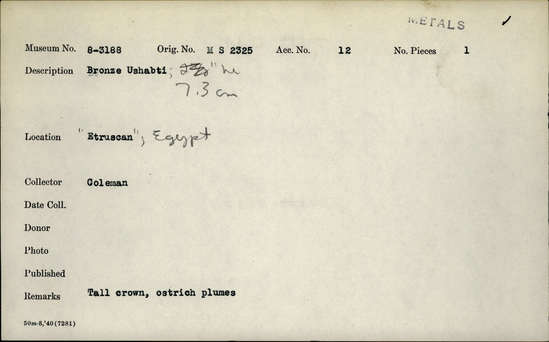 METALS ✓
Museum No. 8-3188 Orig. No. M S 2325 Acc. No. 12 No. Pieces 1
Description Bronze Ushabti; " he
7.3 cm
Location "Etruscan"; Egypt
Collector Coleman
Date Coll.
Donor
Photo
Published
Remarks Tall crown, ostrich plumes
50m-8,'40(7281)